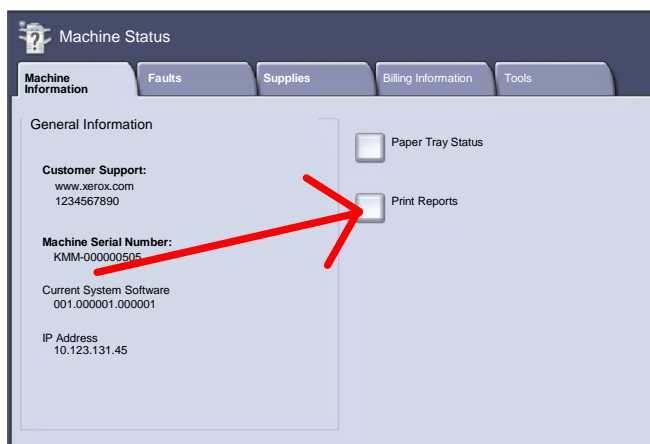 Machine Status
Machine Information
Faults
Supplies
Billing Information
Tools
General Information
Customer Support:
www.xerox.com
1234567890
Machine Serial Number:
KMM-000000505
Current System Software
001.000001.000001
IP Address
10.123.131.45
Paper Tray Status
Print Reports